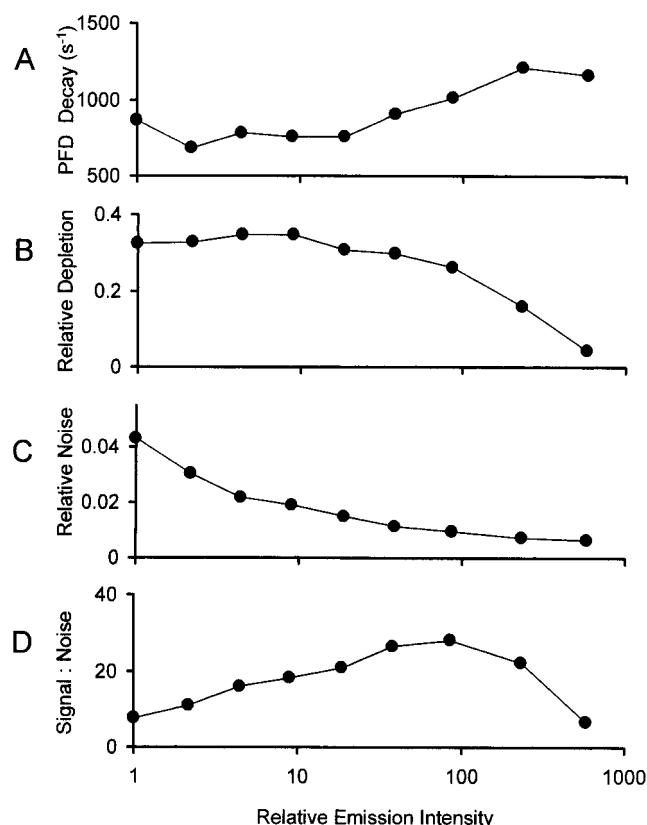 A
PFD Decay (s⁻¹)
1500
1000
500
B
Relative Depletion
0.4
0.2
0
C
Relative Noise
0.04
0.02
0
D
Signal : Noise
40
20
0
1 10 100 1000
Relative Emission Intensity